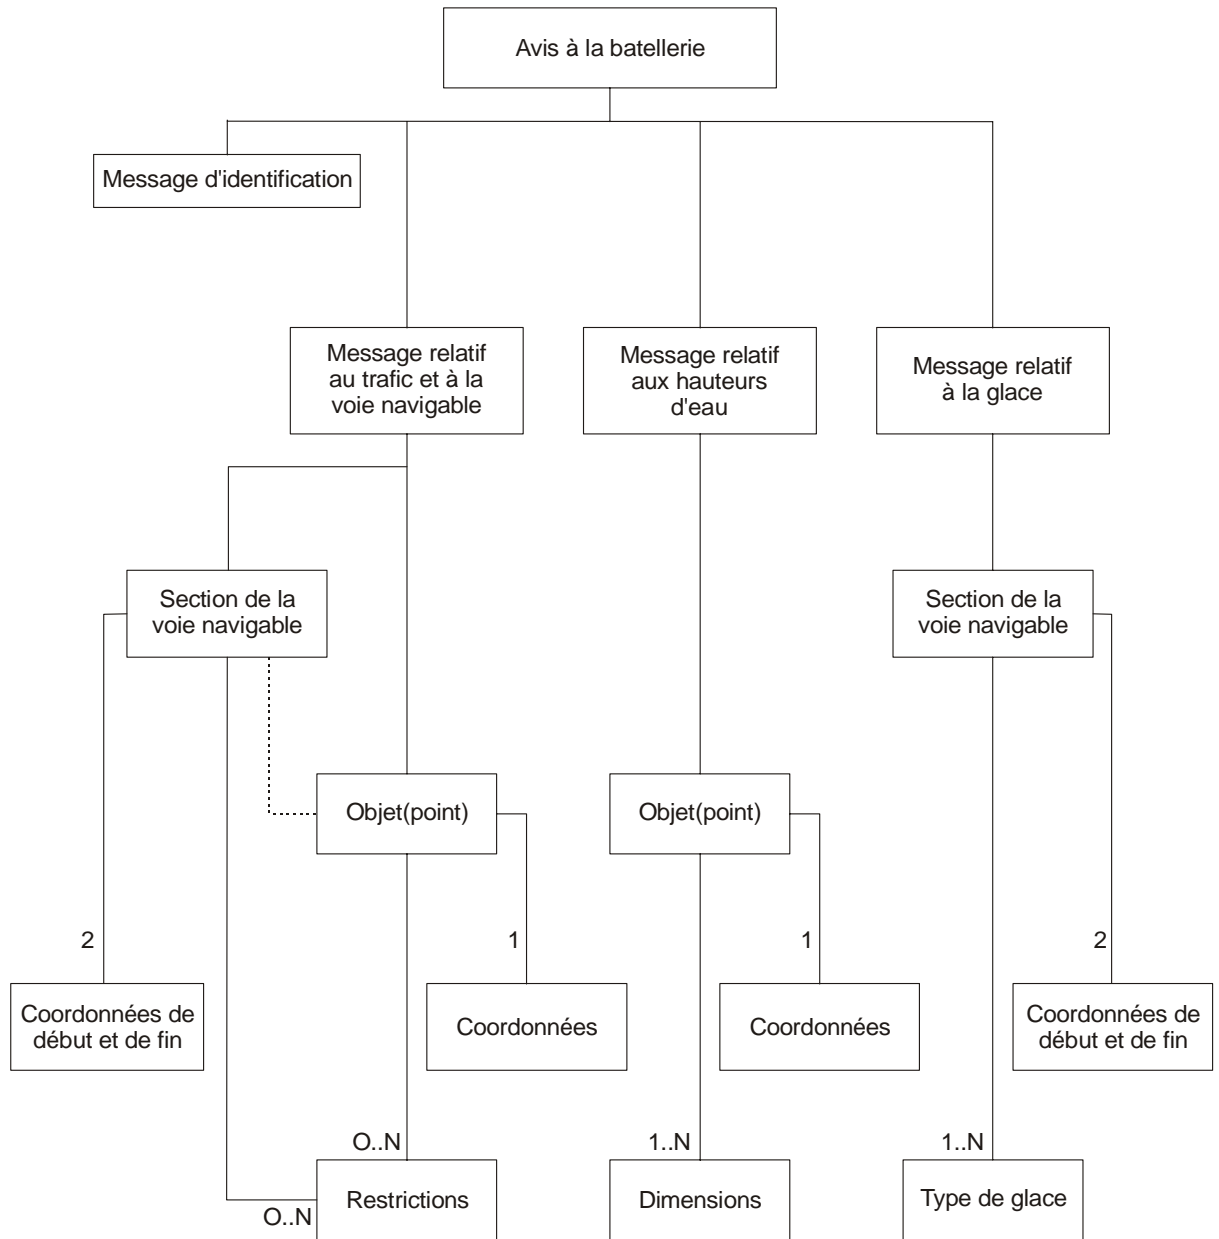 Avis à la batellerie
Message d'identification
Message relatif
au trafic et à la
voie navigable
Message relatif
aux hauteurs
d'eau
Message relatif
à la glace
Section de la
voie navigable
Section de la
voie navigable
Objet(point)
Objet(point)
2
1
1
2
Coordonnées de
début et de fin
Coordonnées
Coordonnées
Coordonnées de
début et de fin
O..N
1..N
1..N
Restrictions
Dimensions
Type de glace
O..N